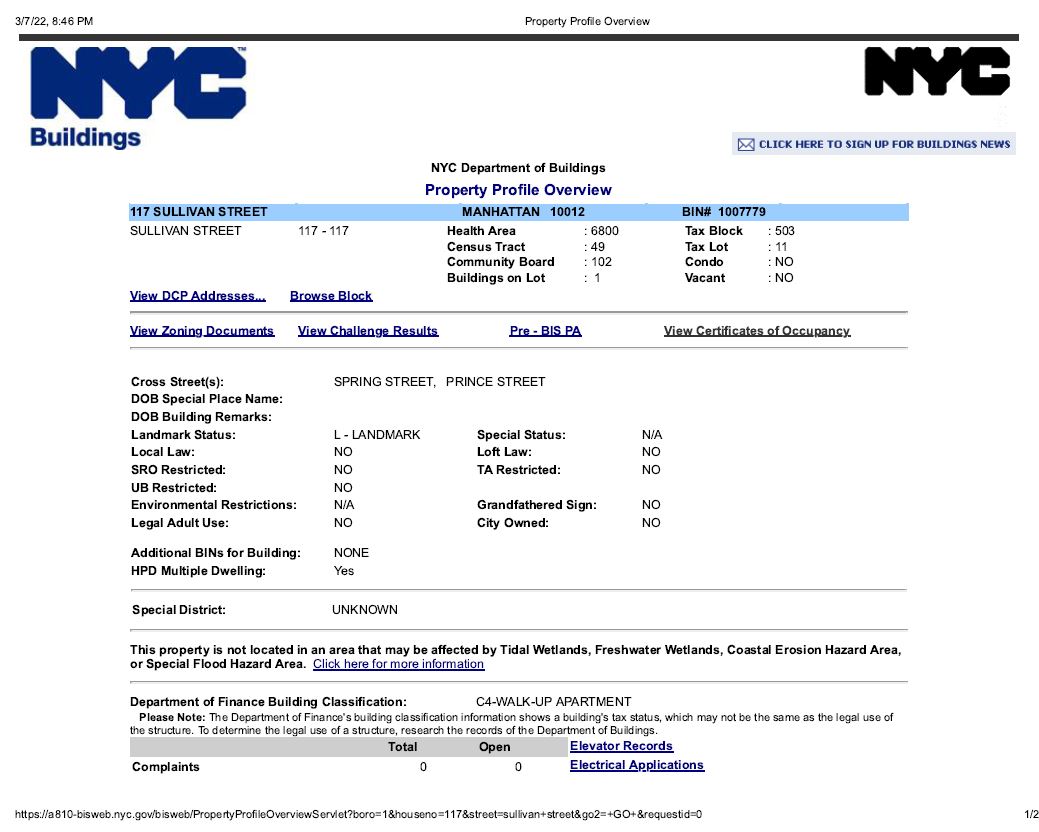 3/7/22, 8:46 PM Property Profile Overview
NYC™ NYC
Buildings
CLICK HERE TO SIGN UP FOR BUILDINGS NEWS
NYC Department of Buildings
Property Profile Overview
117 SULLIVAN STREET MANHATTAN 10012 BIN# 1007779
SULLIVAN STREET 117 - 117 Health Area : 6800 Tax Block : 503
Census Tract : 49 Tax Lot : 11
Community Board : 102 Condo : NO
Buildings on Lot : 1 Vacant : NO
View DCP Addresses... Browse Block
View Zoning Documents View Challenge Results Pre - BIS PA View Certificates of Occupancy
Cross Street(s): SPRING STREET, PRINCE STREET
DOB Special Place Name:
DOB Building Remarks:
Landmark Status: L - LANDMARK Special Status: N/A
Local Law: NO Loft Law: NO
SRO Restricted: NO TA Restricted: NO
UB Restricted: NO
Environmental Restrictions: N/A Grandfathered Sign: NO
Legal Adult Use: NO City Owned: NO
Additional BINs for Building: NONE
HPD Multiple Dwelling: Yes
Special District: UNKNOWN
This property is not located in an area that may be affected by Tidal Wetlands, Freshwater Wetlands, Coastal Erosion Hazard Area,
or Special Flood Hazard Area. Click here for more information
Department of Finance Building Classification: C4-WALK-UP APARTMENT
Please Note: The Department of Finance's building classification information shows a building's tax status, which may not be the same as the legal use of
the structure. To determine the legal use of a structure, research the records of the Department of Buildings.
Total Open Elevator Records
Complaints 0 0 Electrical Applications
https://a810-bisweb.nyc.gov/bisweb/PropertyProfileOverviewServlet?boro=1&houseno=117&street=sullivan+street&go2=+GO+&requestid=0 1/2